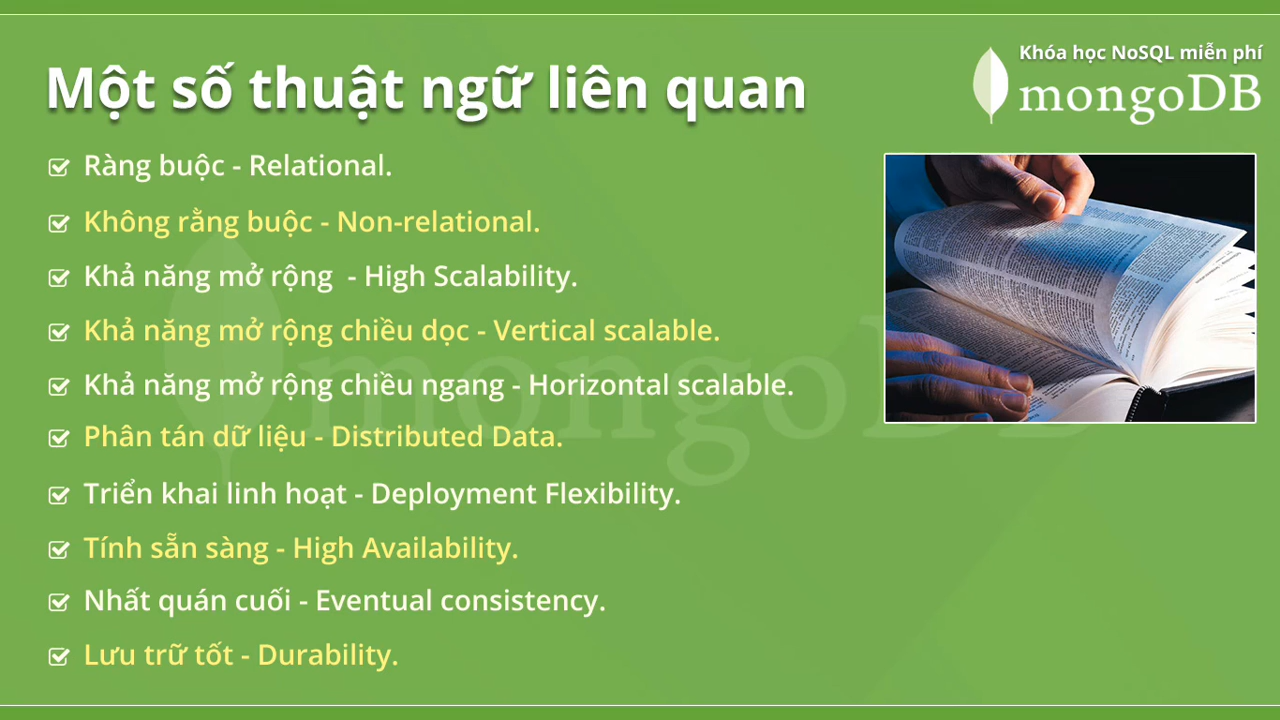 Khóa học NoSQL miễn phí
mongoDB
Một số thuật ngữ liên quan
Ràng buộc - Relational.
Không rằng buộc - Non-relational.
Khả năng mở rộng  - High Scalability.
Khả năng mở rộng chiều dọc - Vertical scalable.
Khả năng mở rộng chiều ngang - Horizontal scalable.
Phân tán dữ liệu - Distributed Data.
Triển khai linh hoạt - Deployment Flexibility.
Tính sẵn sàng - High Availability.
Nhất quán cuối - Eventual consistency.
Lưu trữ tốt - Durability.
mongoDB